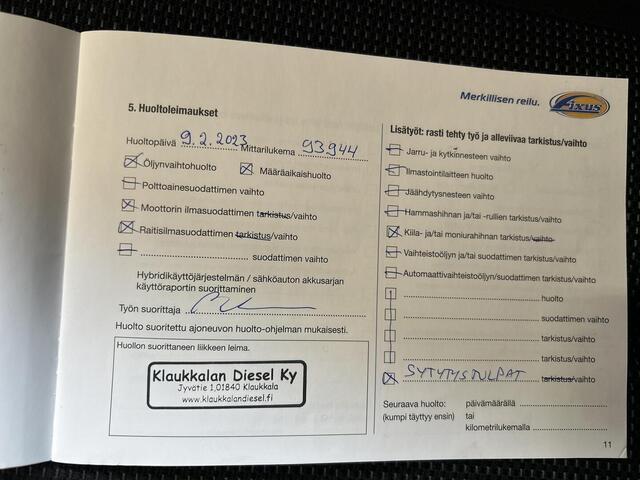 Merkillisen reilu. Fixus
5. Huoltoleimaukset
Huoltopäivä 9.2.2023 Mittarilukema 93944
Öljynvaihtohuolto Määräaikaishuolto
Polttoainesuodattimen vaihto
Moottorin ilmasuodattimen tarkistus/vaihto
Raitisilmasuodattimen tarkistus/vaihto
suodattimen vaihto
Hybridikäyttöjärjestelmän / sähköauton akkusarjan
käyttöraportin suorittaminen
Työn suorittaja
Huolto suoritettu ajoneuvon huolto-ohjelman mukaisesti.
Huollon suorittaneen liikkeen leima.
Klaukkalan Diesel Ky
Jyvätie 1,01840 Klaukkala
www.klaukkalandiesel.fi
Lisätyöt: rasti tehty työ ja alleviivaa tarkistus/vaihto
Jarru- ja kytkinnesteen vaihto
Ilmastointilaitteen huolto
Jäähdytysnesteen vaihto
Hammashihnan ja/tai -rullien tarkistus/vaihto
Kiila- ja/tai moniurahihnan tarkistus/vaihto
Vaihteistoöljyn ja/tai suodattimen tarkistus/vaihto
Automaattivaihteistoöljyn/suodattimen tarkistus/vaihto
huolto
suodattimen vaihto
tarkistus/vaihto
tarkistus/vaihto
SYTYTYSTULPAT tarkistus/vaihto
Seuraava huolto: päivämäärällä
(kumpi täyttyy ensin) tai
kilometrilukemalla
11